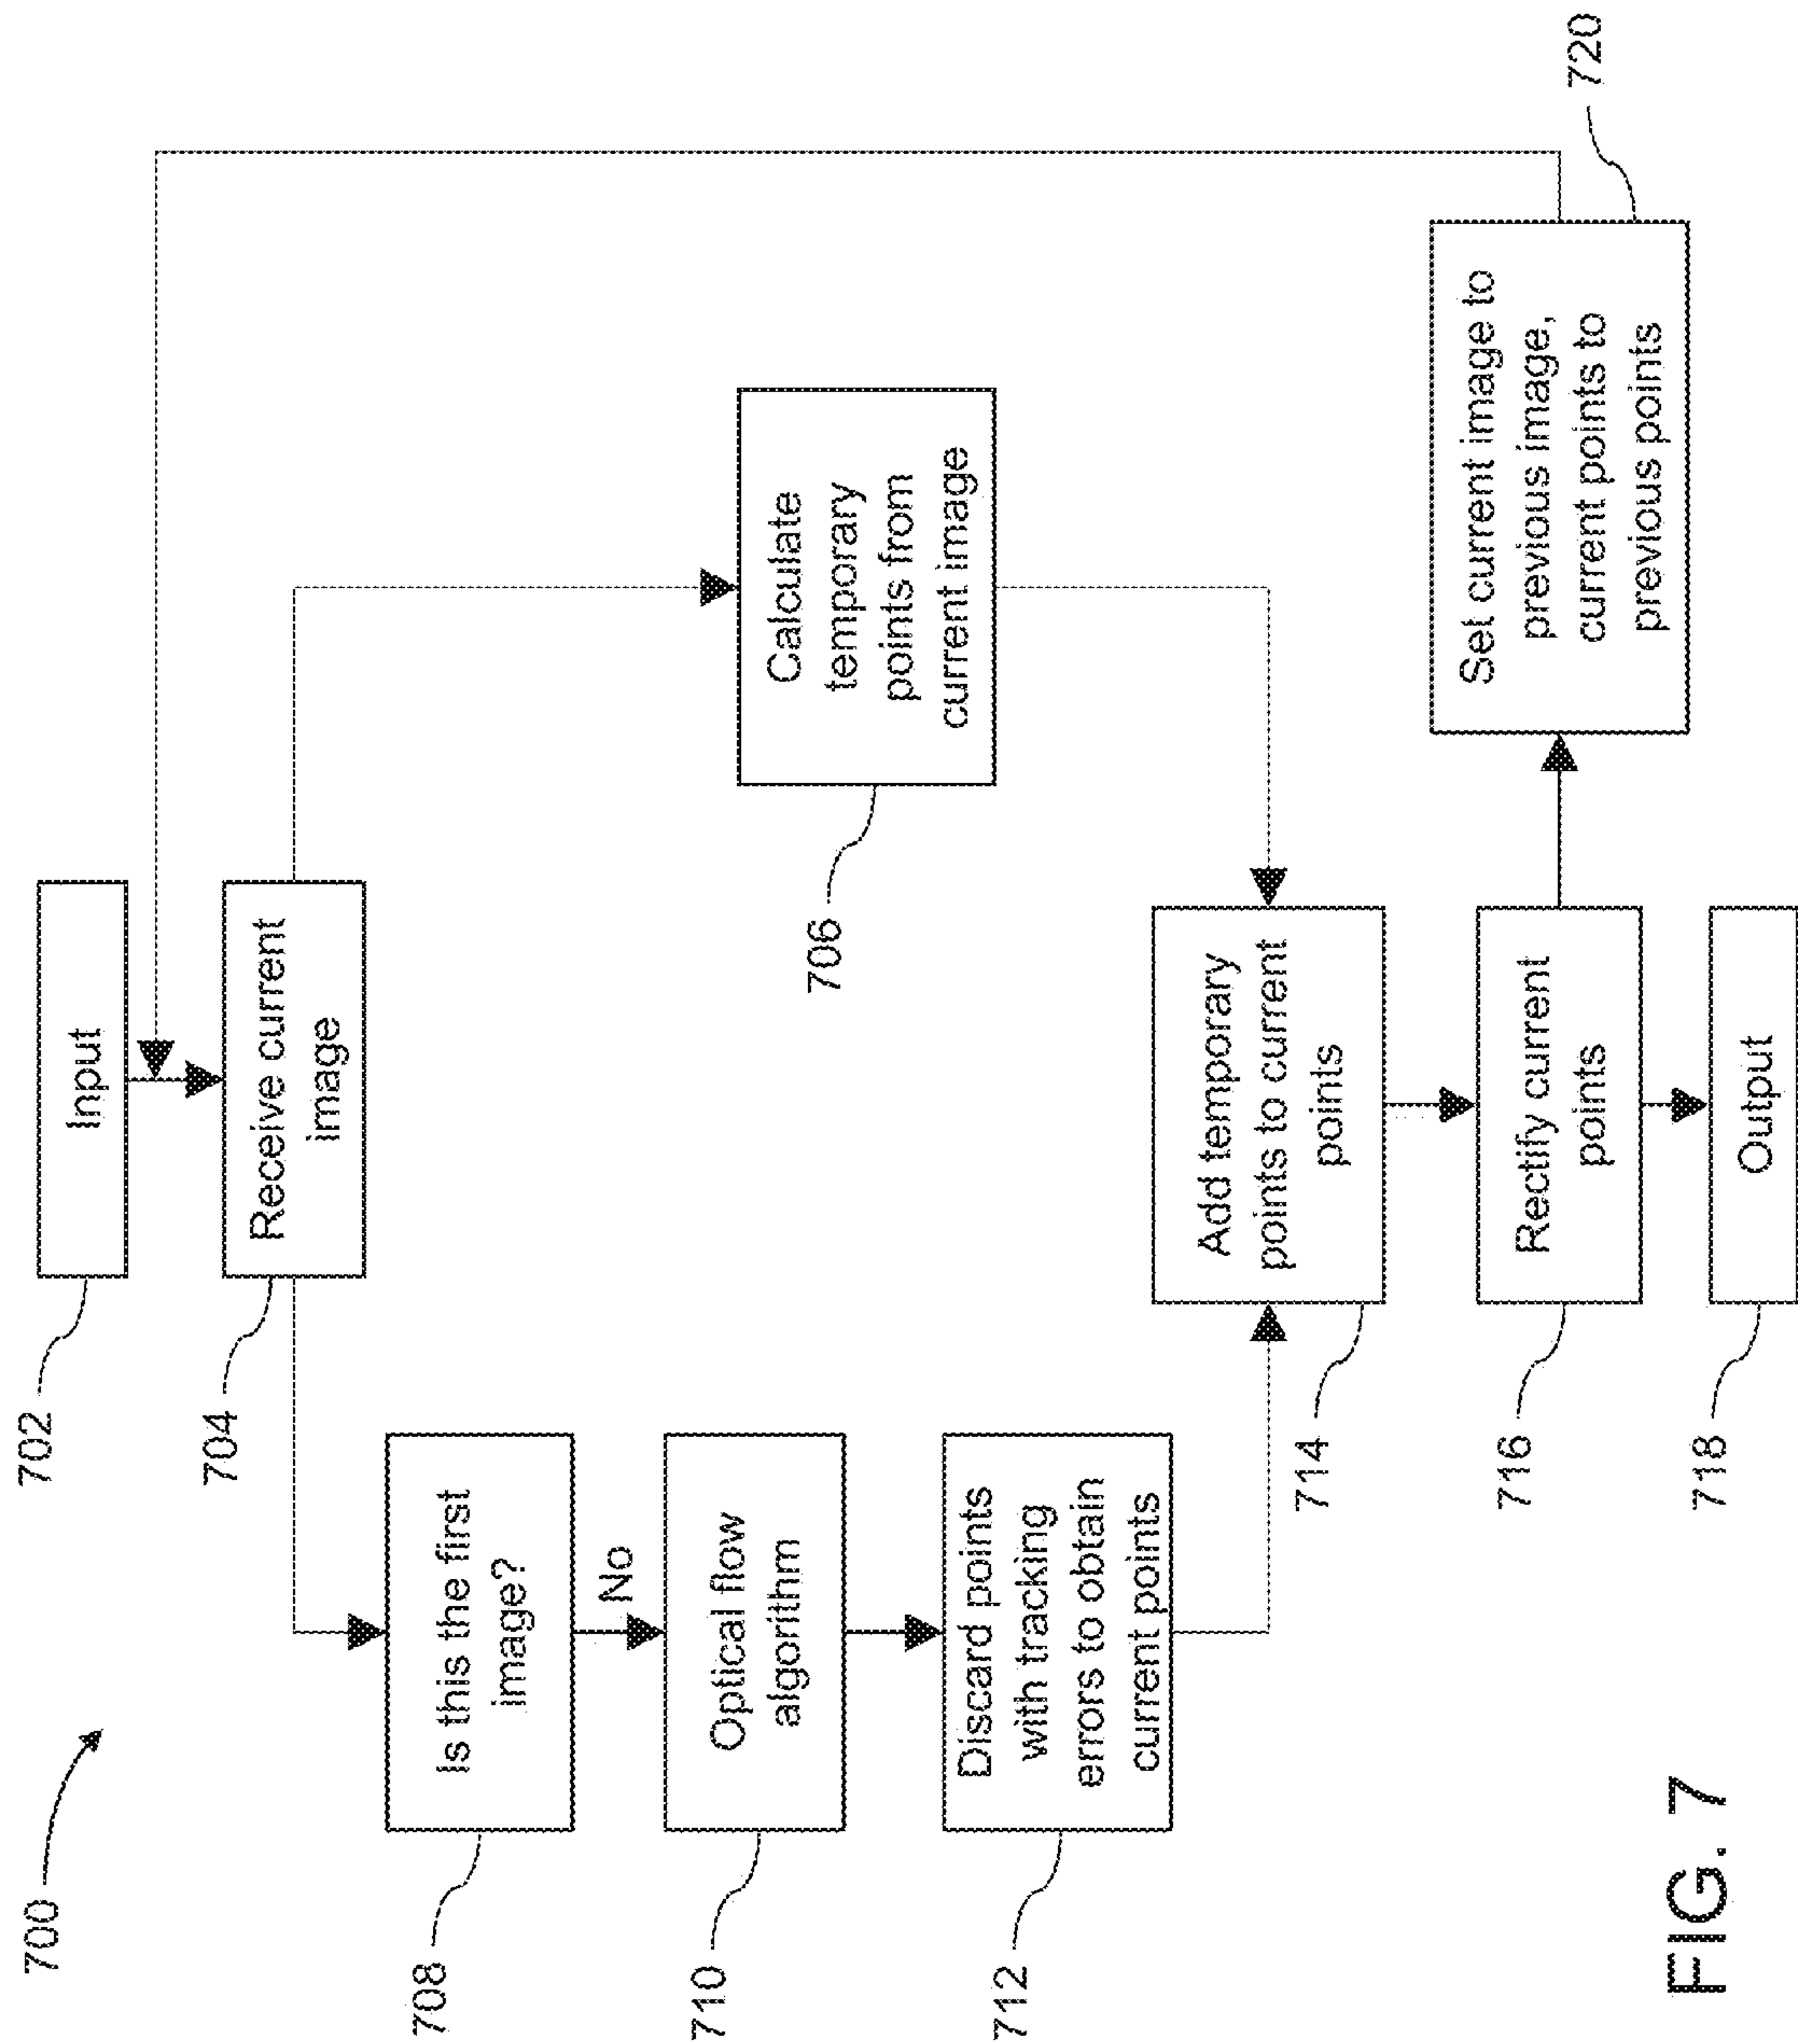 700
702
Input
704
Receive current
image
708
Is this the first
image?
No
710
Optical flow
algorithm
712
Discard points
with tracking
errors to obtain
current points
706
Calculate
temporary
points from
current image
714
Add temporary
points to current
points
716
Rectify current
points
718
Output
720
Set current image to
previous image,
current points to
previous points
FIG. 7